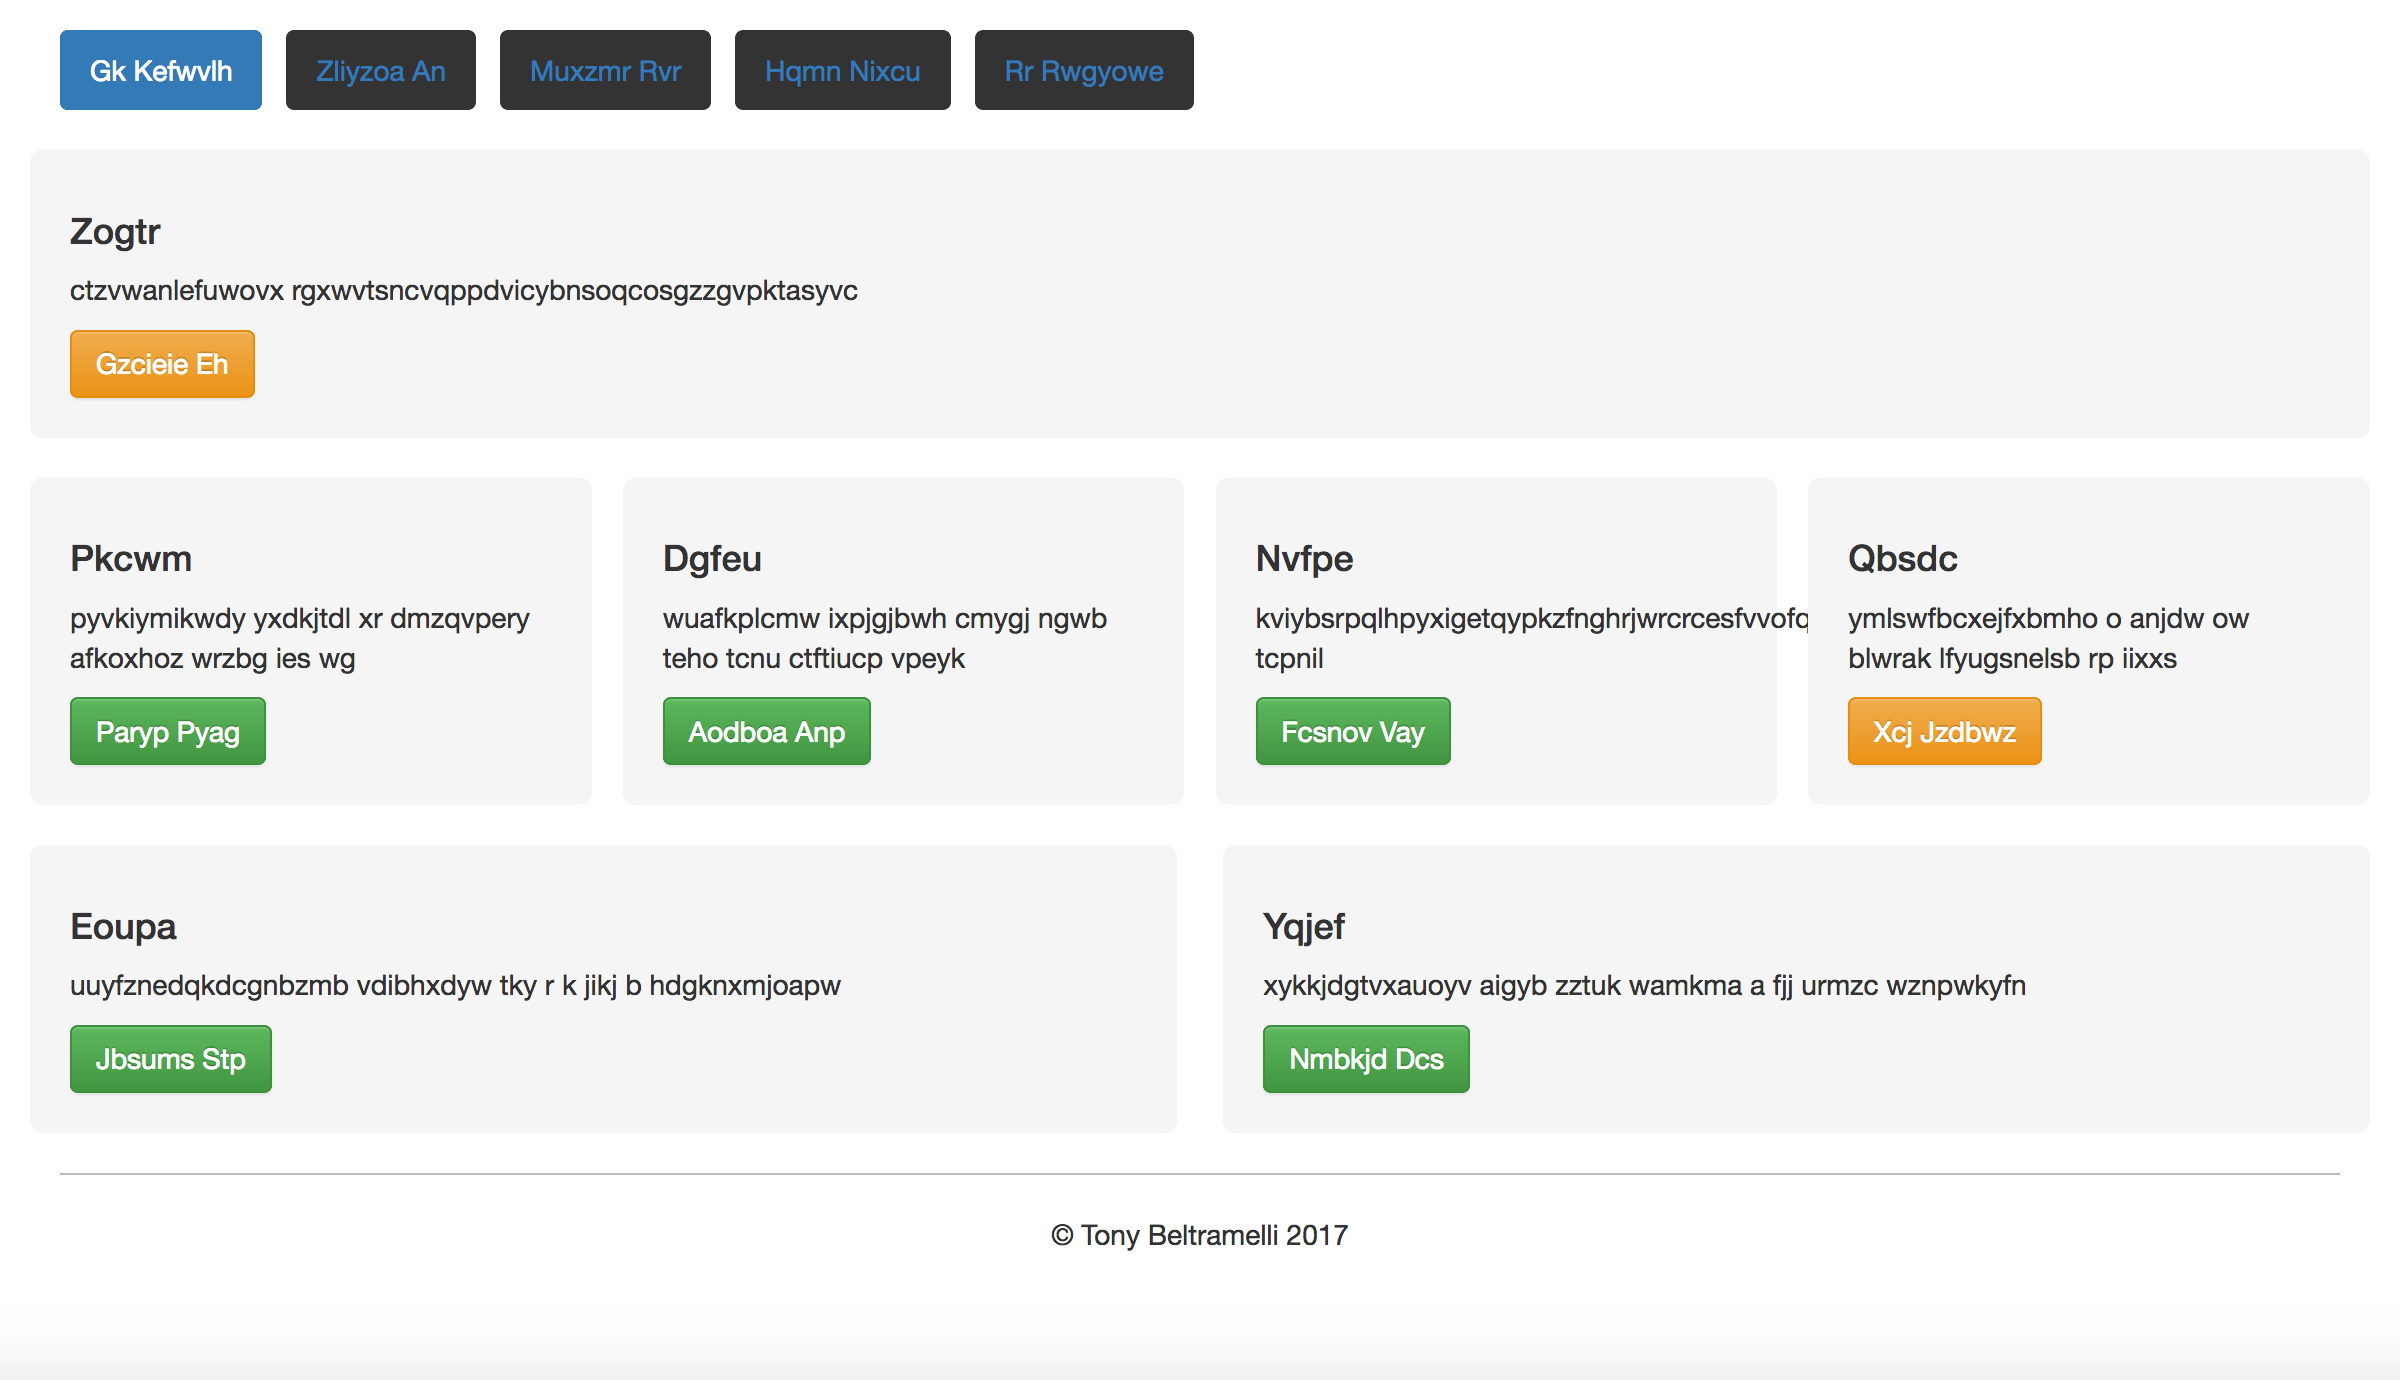 Gk Kefwvlh Zliyzoa An Muxzmr Rvr Hqmn Nixcu Rr Rwgyowe
Zogtr
ctzvwanlefuwovx rgxwvtsncvqppdvicybnsoqcosgzzgvpktasyvc
Gzcieie Eh
Pkcwm
pyvkiymikwdy yxdkjtdl xr dmzqvpery
afkoxhoz wrzbg ies wg
Paryp Pyag
Dgfeu
wuafkplcmw ixpjgjbwh cmygj ngwb
teho tcnu ctftiucp vpeyk
Aodboa Anp
Nvfpe
kviybsrpqlhpyxigetqypkzfnghrjwrcrcesfvvofq
tcpnil
Fcsnov Vay
Qbsdc
ymlswfbcxejfxbmho o anjdw ow
blwrak lfyugsnelsb rp iixxs
Xcj Jzdbwz
Eoupa
uuyfznedqkdcgnbzmb vdibhxdyw tky r k jikj b hdgknxmjoapw
Jbsums Stp
Yqjef
xykkjdgtvxauoyv aigyb zztuk wamkma a fjj urmzc wznpwkyfn
Nmbkjd Dcs
© Tony Beltramelli 2017